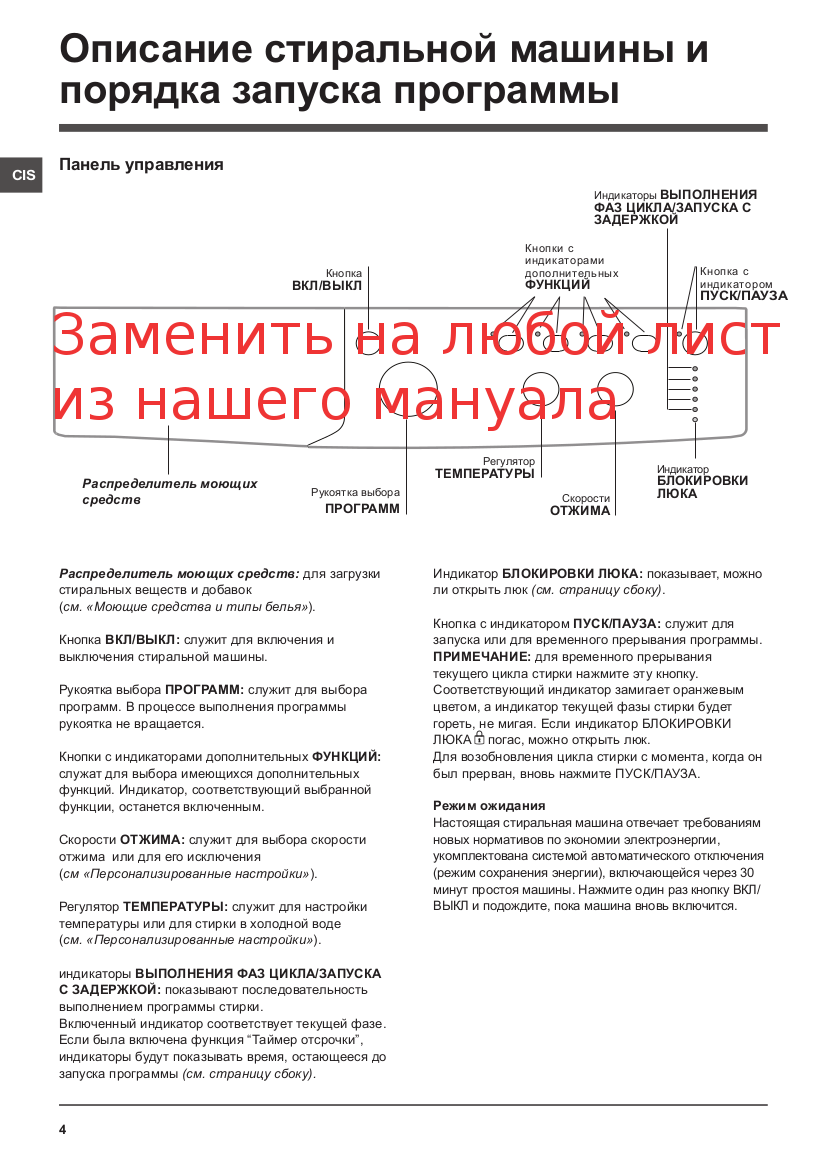 Описание стиральной машины и
порядка запуска программы
CIS
Панель управления
Индикаторы ВЫПОЛНЕНИЯ
ФАЗ ЦИКЛА/ЗАПУСКА С
ЗАДЕРЖКОЙ
Кнопки с
индикаторами
дополнительных
ФУНКЦИЙ
Кнопка
ВКЛ/ВЫКЛ
Кнопка с
индикатором
ПУСК/ПАУЗА
Заменить на любой лист
из нашего мануала
Распределитель моющих
средств
Рукоятка выбора
ПРОГРАММ
Регулятор
ТЕМПЕРАТУРЫ
Скорости
ОТЖИМА
Индикатор
БЛОКИРОВКИ
ЛЮКА
Распределитель моющих средств: для загрузки
стиральных веществ и добавок
(см. «Моющие средства и типы белья»).
Кнопка ВКЛ/ВЫКЛ: служит для включения и
выключения стиральной машины.
Рукоятка выбора ПРОГРАММ: служит для выбора
программ. В процессе выполнения программы
рукоятка не вращается.
Кнопки с индикаторами дополнительных ФУНКЦИЙ:
служат для выбора имеющихся дополнительных
функций. Индикатор, соответствующий выбранной
функции, останется включенным.
Скорости ОТЖИМА: служит для выбора скорости
отжима или для его исключения
(см «Персонализированные настройки»).
Регулятор ТЕМПЕРАТУРЫ: служит для настройки
температуры или для стирки в холодной воде
(см. «Персонализированные настройки»).
индикаторы ВЫПОЛНЕНИЯ ФАЗ ЦИКЛА/ЗАПУСКА
С ЗАДЕРЖКОЙ: показывают последовательность
выполнением программы стирки.
Включенный индикатор соответствует текущей фазе.
Если была включена функция “Таймер отсрочки”,
индикаторы будут показывать время, остающееся до
запуска программы (см. страницу сбоку).
Индикатор БЛОКИРОВКИ ЛЮКА: показывает, можно
ли открыть люк (см. страницу сбоку).
Кнопка с индикатором ПУСК/ПАУЗА: служит для
запуска или для временного прерывания программы.
ПРИМЕЧАНИЕ: для временного прерывания
текущего цикла стирки нажмите эту кнопку.
Соответствующий индикатор замигает оранжевым
цветом, а индикатор текущей фазы стирки будет
гореть, не мигая. Если индикатор БЛОКИРОВКИ
ЛЮКА погас, можно открыть люк.
Для возобновления цикла стирки с момента, когда он
был прерван, вновь нажмите ПУСК/ПАУЗА.
Режим ожидания
Настоящая стиральная машина отвечает требованиям
новых нормативов по экономии электроэнергии,
укомплектована системой автоматического отключения
(режим сохранения энергии), включающейся через 30
минут простоя машины. Нажмите один раз кнопку ВКЛ/
ВЫКЛ и подождите, пока машина вновь включится.
4